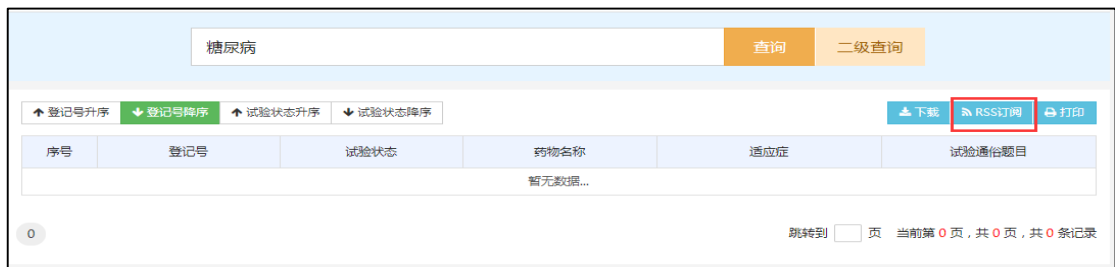 糖尿病 查询 二级查询
登记号升序 登记号降序 试验状态升序 试验状态降序 下载 RSS订阅 打印
序号 登记号 试验状态 药物名称 适应症 试验通俗题目
暂无数据...
0 跳转到 页 当前第 0 页，共 0 页，共 0 条记录